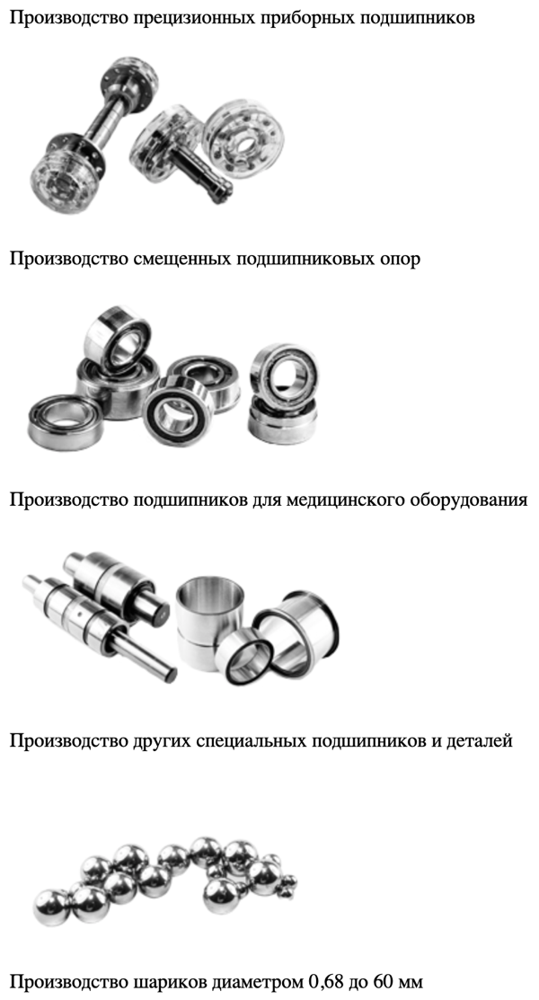 Производство прецизионных приборных подшипников
Производство смещенных подшипниковых опор
Производство подшипников для медицинского оборудования
Производство других специальных подшипников и деталей
Производство шариков диаметром 0,68 до 60 мм